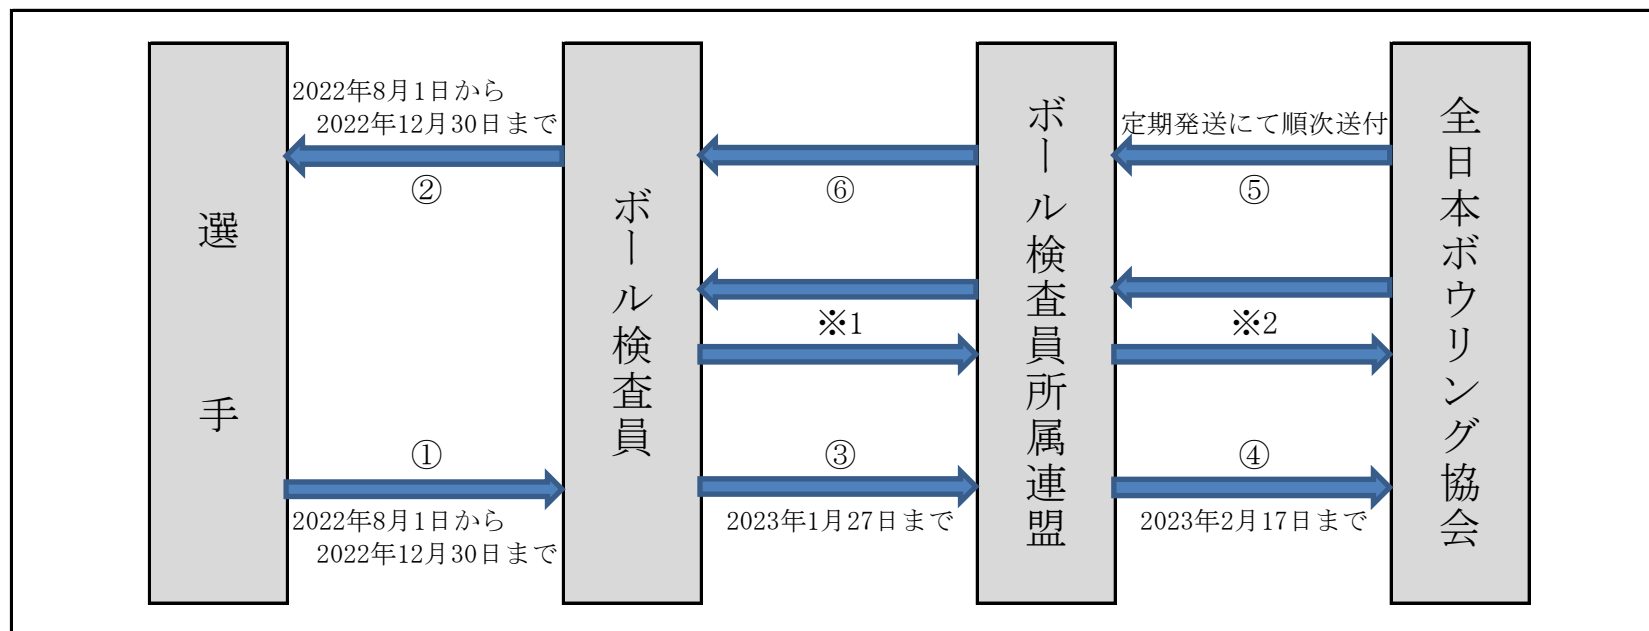 選手
2022年8月1日から
2022年12月30日まで
②
①
2022年8月1日から
2022年12月30日まで
ボール検査員
⑥
※1
③
2023年1月27日まで
ボール検査員所属連盟
定期発送にて順次送付
⑤
※2
④
2023年2月17日まで
全日本ボウリング協会